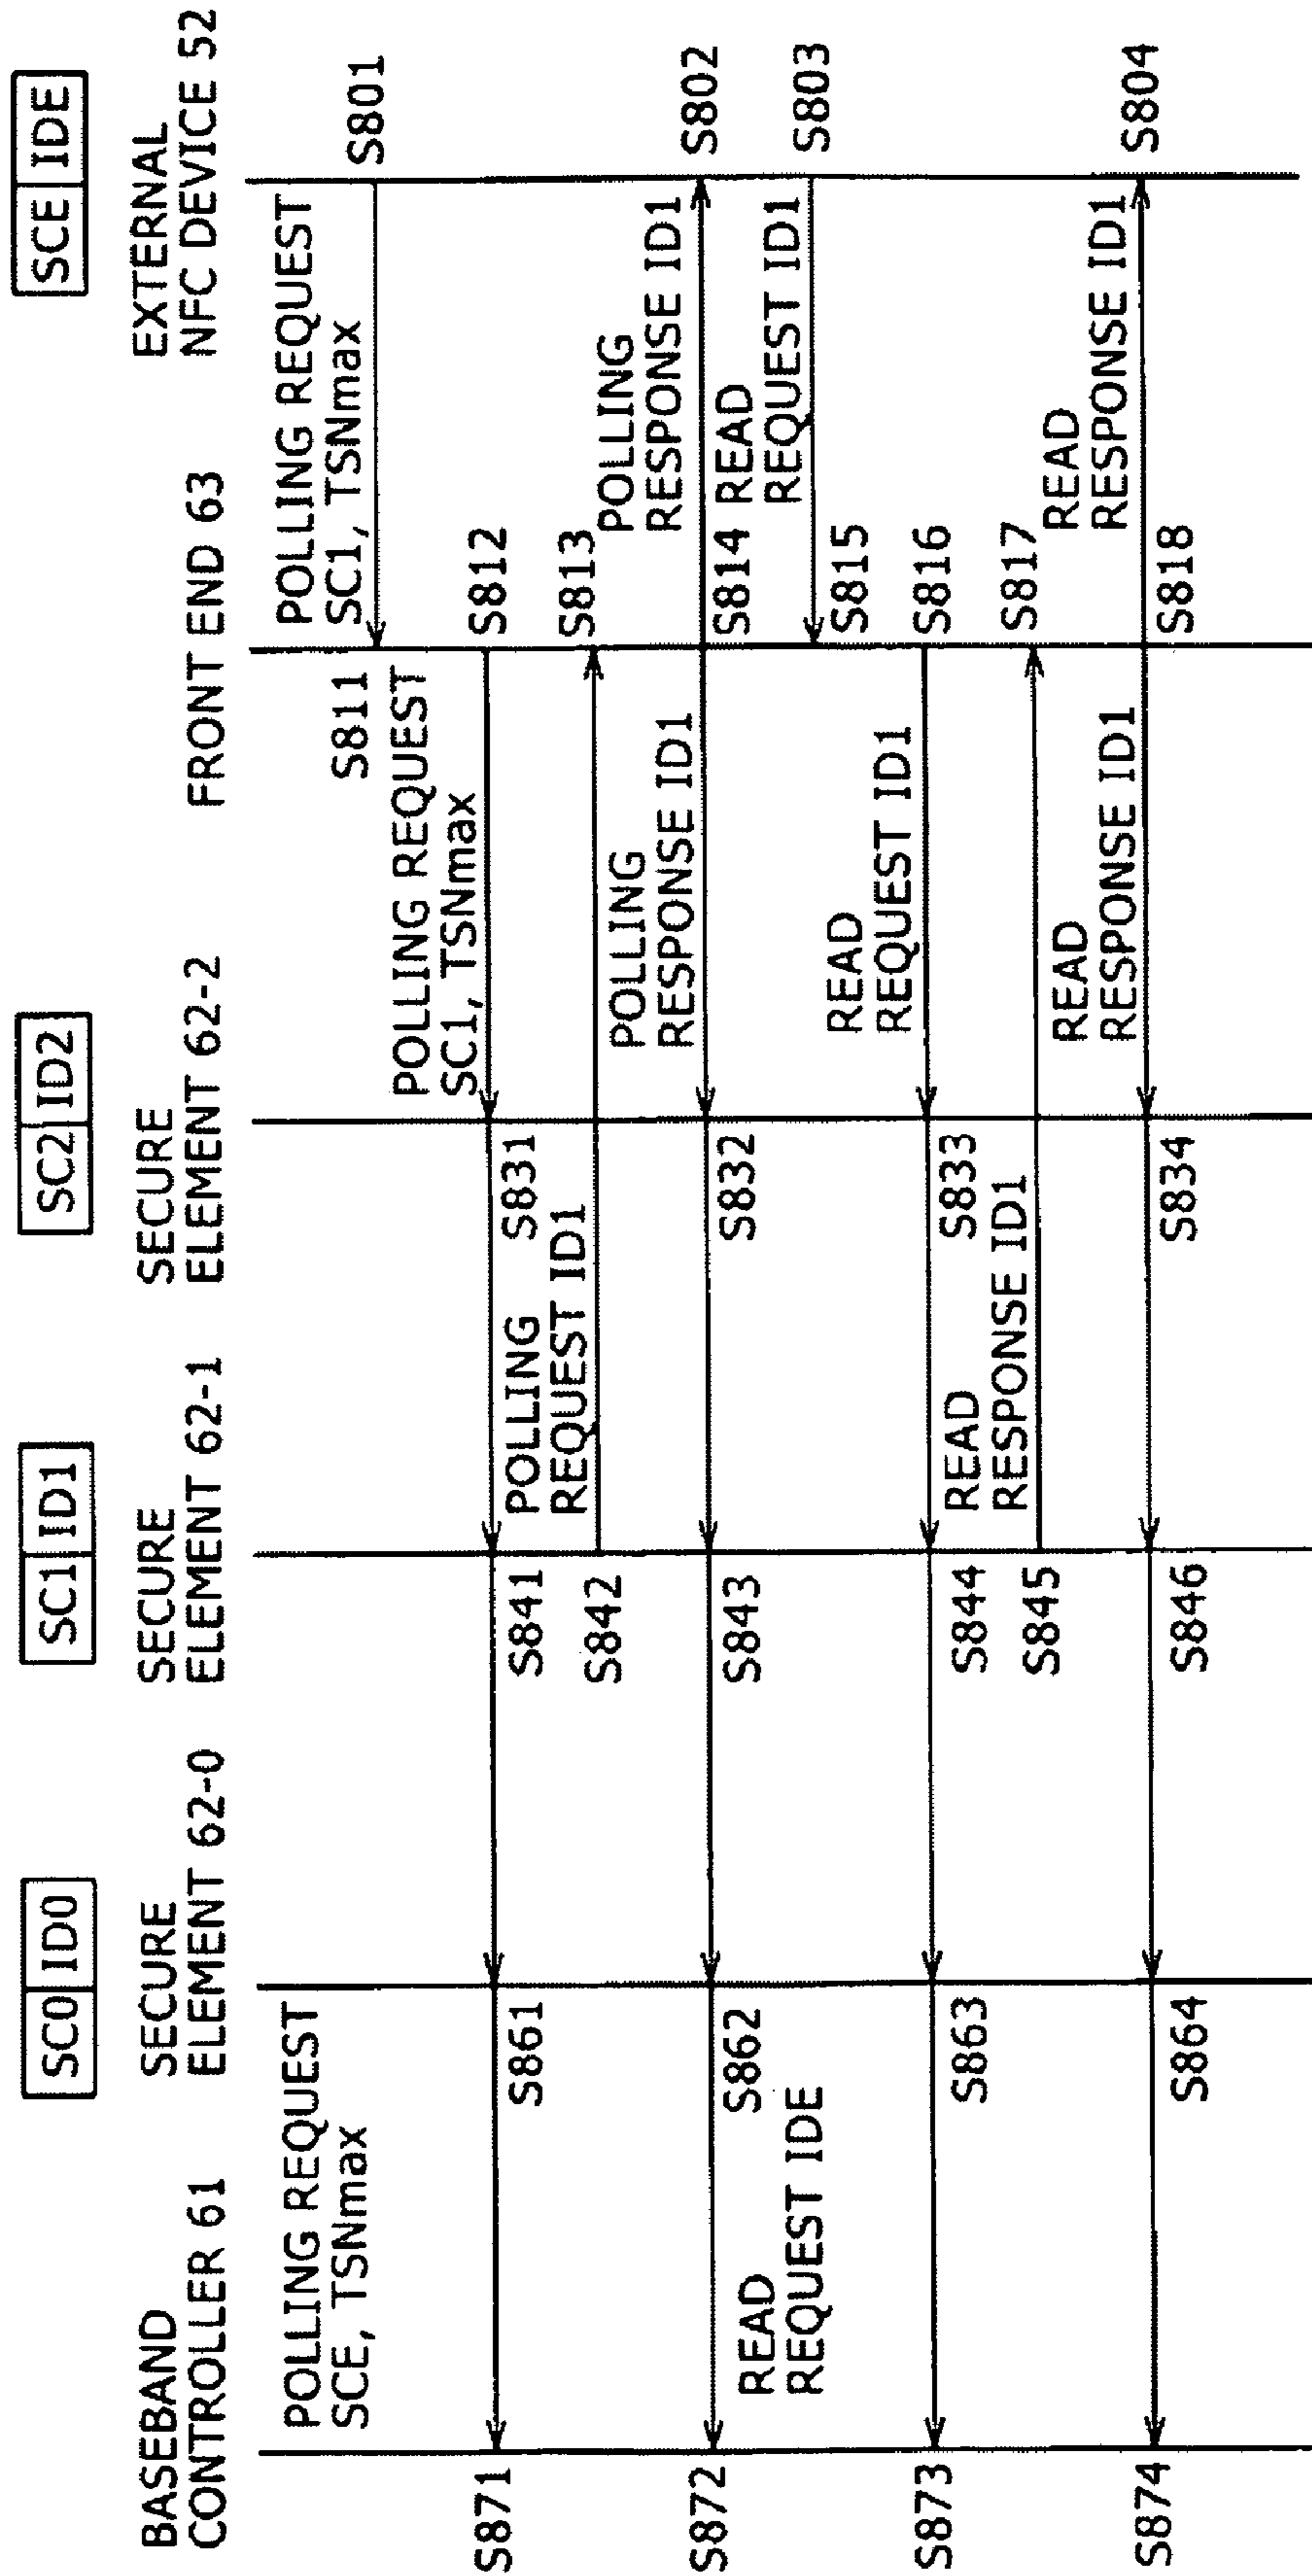 SC0 ID0
SC1 ID1
SC2 ID2
SCE IDE
BASEBAND
CONTROLLER 61
SECURE
ELEMENT 62-0
SECURE
ELEMENT 62-1
SECURE
ELEMENT 62-2
FRONT END 63
EXTERNAL
NFC DEVICE 52
POLLING REQUEST
SCE, TSNmax
POLLING REQUEST
SC1, TSNmax
S801
S811
POLLING REQUEST
SC1, TSNmax
S812
S871
S861
S841
S831
POLLING
REQUEST ID1
S842
S813
POLLING
RESPONSE ID1
POLLING
RESPONSE ID1
S802
S872
S862
S843
S832
S814
READ
REQUEST IDE
READ
REQUEST ID1
S803
S815
READ
REQUEST ID1
S816
S873
S863
S844
S833
READ
RESPONSE ID1
S845
S817
READ
RESPONSE ID1
READ
RESPONSE ID1
S804
S874
S864
S846
S834
S818